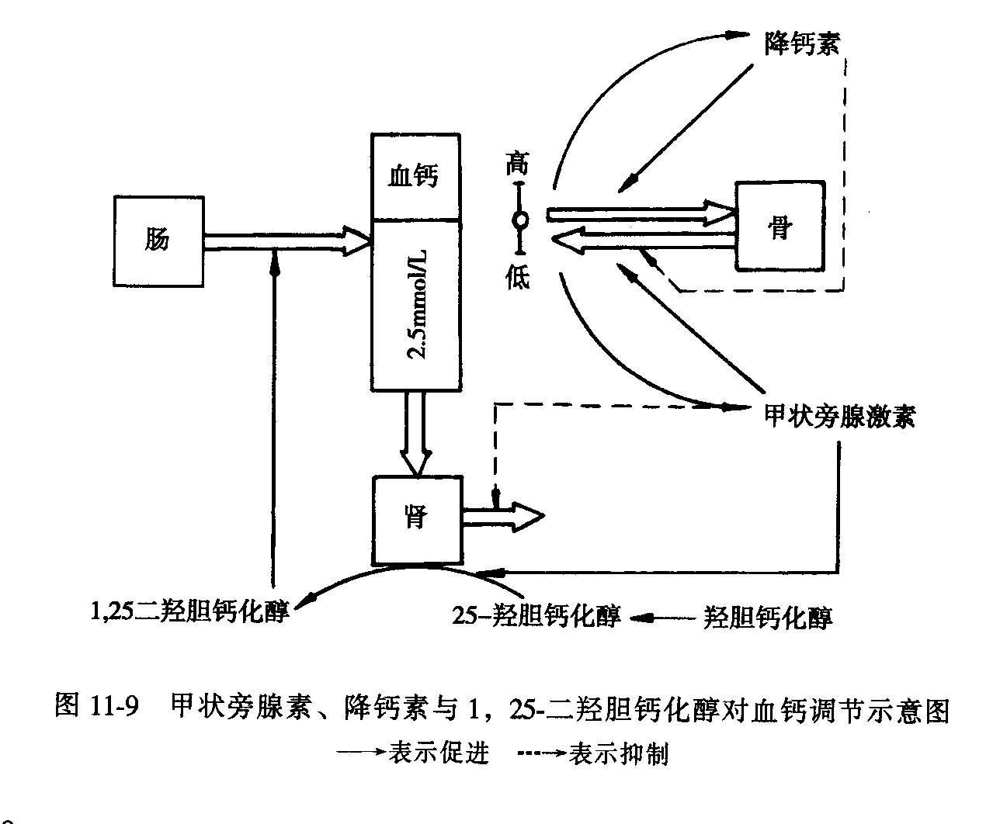 降钙素
高
血钙
肠
骨
2.5mmol/L
低
甲状旁腺激素
肾
1,25二羟胆钙化醇
25-羟胆钙化醇
羟胆钙化醇
图 11-9 甲状旁腺素、降钙素与1，25-二羟胆钙化醇对血钙调节示意图
表示促进 表示抑制